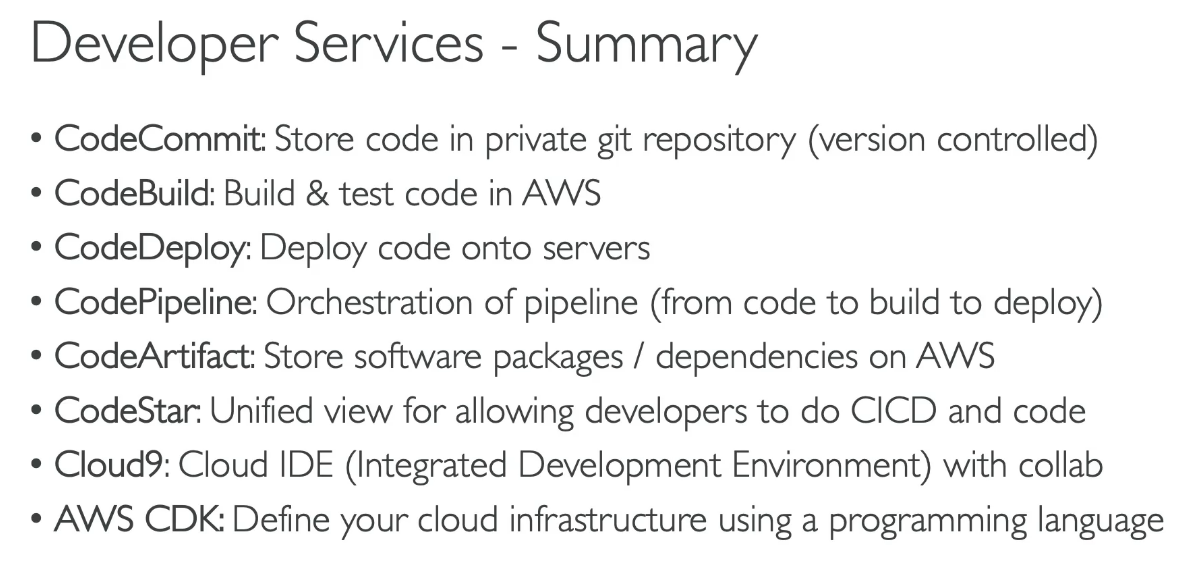 Developer Services - Summary
• CodeCommit: Store code in private git repository (version controlled)
• CodeBuild: Build & test code in AWS
• CodeDeploy: Deploy code onto servers
• CodePipeline: Orchestration of pipeline (from code to build to deploy)
• CodeArtifact: Store software packages / dependencies on AWS
• CodeStar: Unified view for allowing developers to do CICD and code
• Cloud9: Cloud IDE (Integrated Development Environment) with collab
• AWS CDK: Define your cloud infrastructure using a programming language